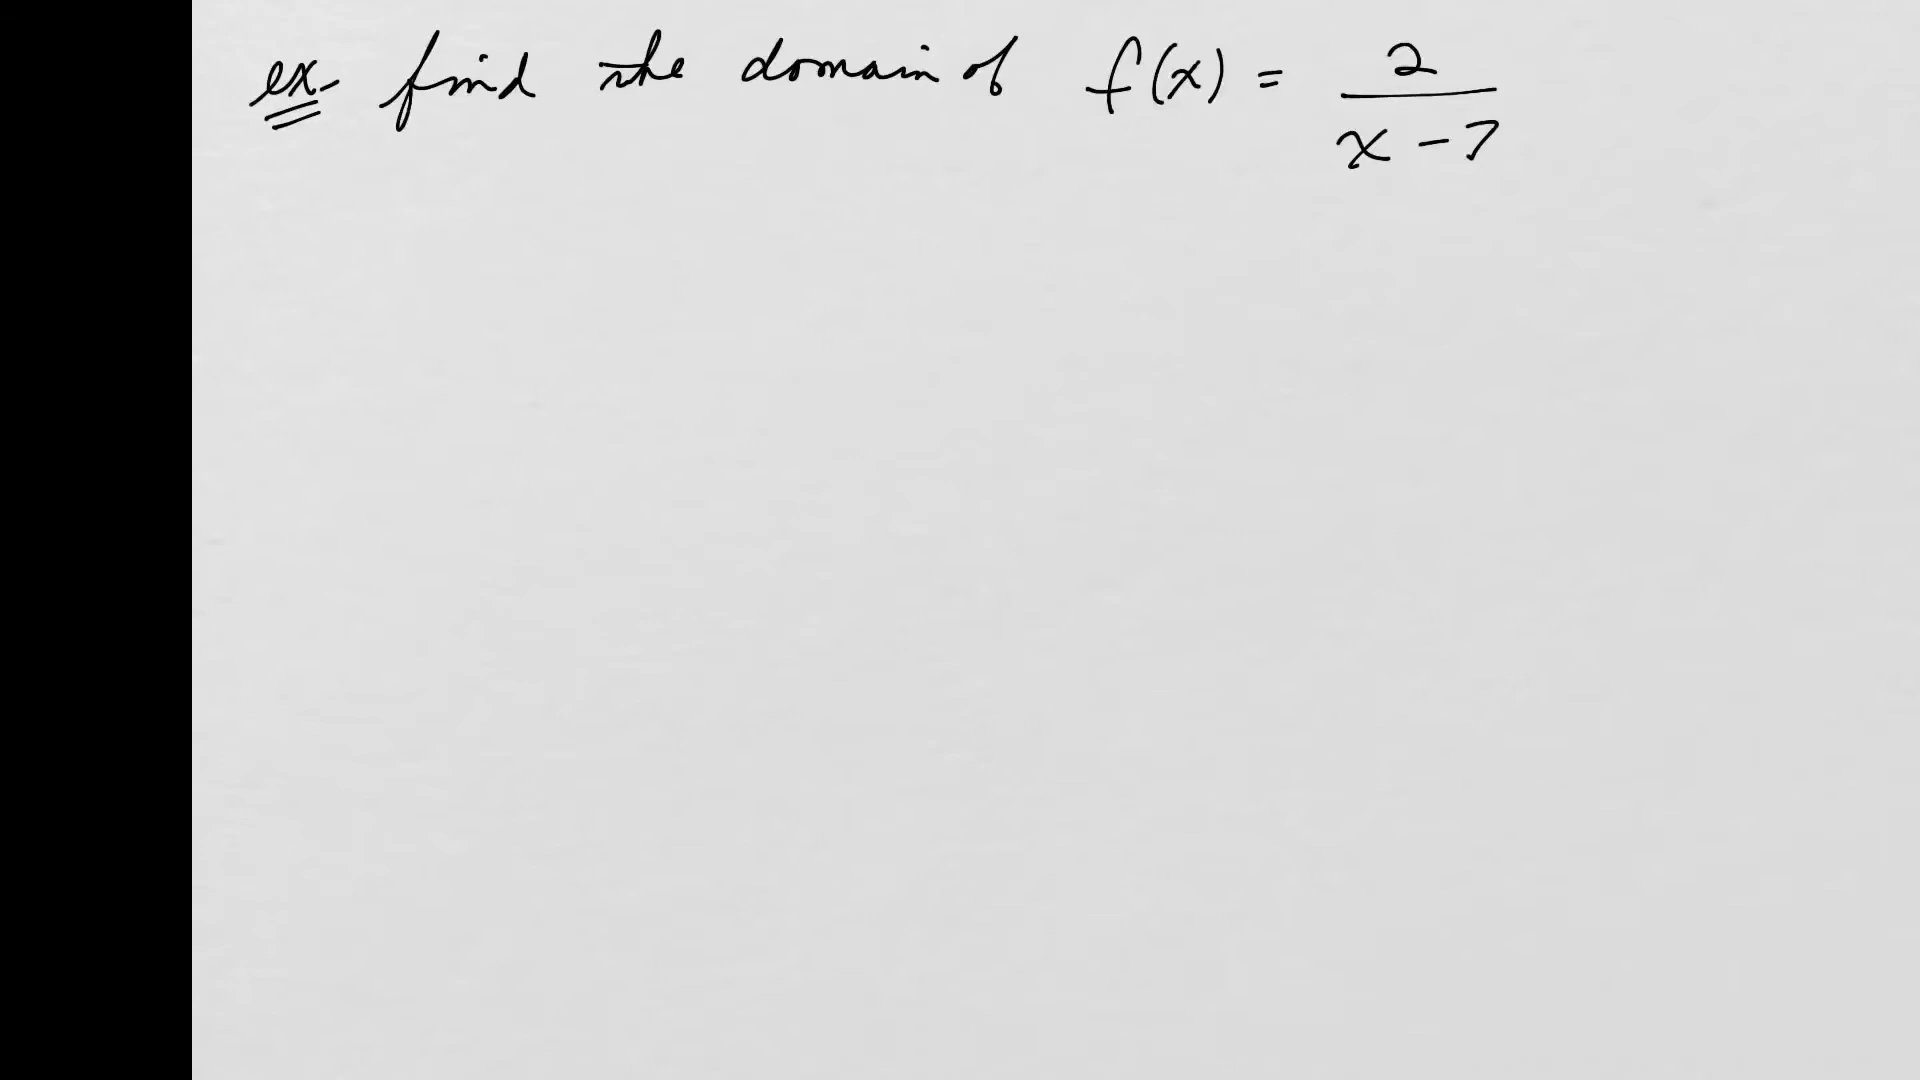 ex. find the domain of f(x) = 2/(x - 7)